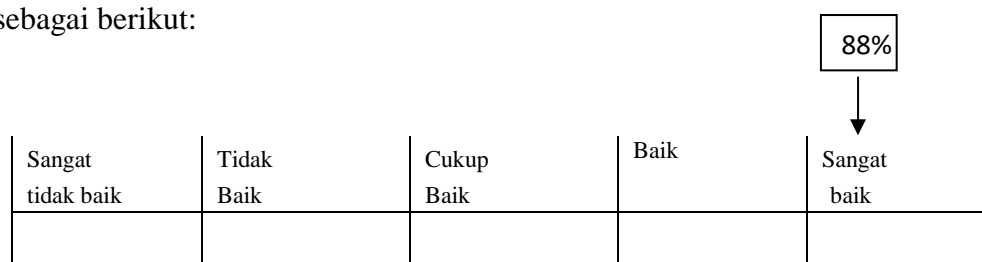 sebagai berikut:
88%
Sangat tidak baik
Tidak Baik
Cukup Baik
Baik
Sangat baik